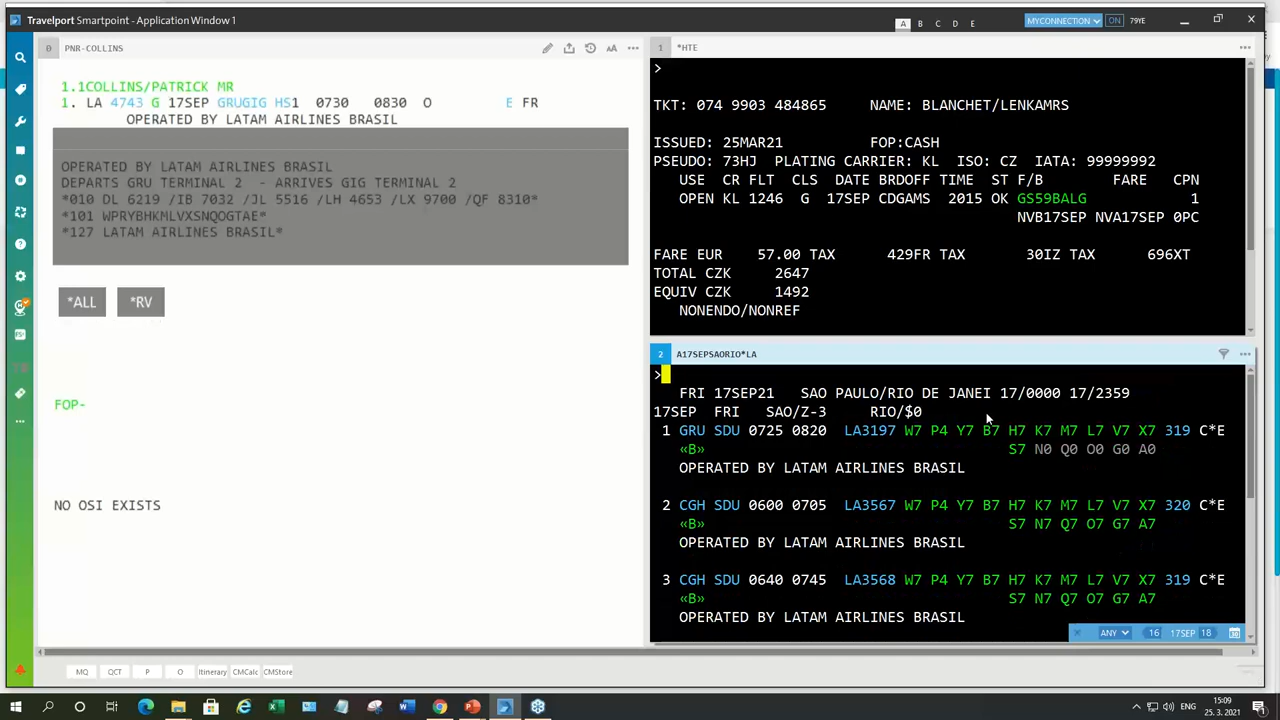 Travelport Smartpoint - Application Window 1
A B C D E
MYCONNECTION ON 79YE
0 PNR-COLLINS
1.1COLLINS/PATRICK MR
1. LA 4743 G 17SEP GRUGIG HS1 0730 0830 O E FR
OPERATED BY LATAM AIRLINES BRASIL
OPERATED BY LATAM AIRLINES BRASIL
DEPARTS GRU TERMINAL 2 - ARRIVES GIG TERMINAL 2
*010 DL 6219 /IB 7032 /JL 5516 /LH 4653 /LX 9700 /QF 8310*
*101 WPRYBHKMLVXSNQOGTAE*
*127 LATAM AIRLINES BRASIL*
*ALL *RV
FOP-
NO OSI EXISTS
1 *HTE
>
TKT: 074 9903 484865 NAME: BLANCHET/LENKAMRS
ISSUED: 25MAR21 FOP:CASH
PSEUDO: 73HJ PLATING CARRIER: KL ISO: CZ IATA: 99999992
USE CR FLT CLS DATE BRDOFF TIME ST F/B FARE CPN
OPEN KL 1246 G 17SEP CDGAMS 2015 OK GS59BALG 1
NVB17SEP NVA17SEP 0PC
FARE EUR 57.00 TAX 429FR TAX 30IZ TAX 696XT
TOTAL CZK 2647
EQUIV CZK 1492
NONENDO/NONREF
2 A17SEPSAORIO*LA
>
FRI 17SEP21 SAO PAULO/RIO DE JANEI 17/0000 17/2359
17SEP FRI SAO/Z-3 RIO/$0
1 GRU SDU 0725 0820 LA3197 W7 P4 Y7 B7 H7 K7 M7 L7 V7 X7 319 C*E
«B» S7 N0 Q0 O0 G0 A0
OPERATED BY LATAM AIRLINES BRASIL
2 CGH SDU 0600 0705 LA3567 W7 P4 Y7 B7 H7 K7 M7 L7 V7 X7 320 C*E
«B» S7 N7 Q7 O7 G7 A7
OPERATED BY LATAM AIRLINES BRASIL
3 CGH SDU 0640 0745 LA3568 W7 P4 Y7 B7 H7 K7 M7 L7 V7 X7 319 C*E
«B» S7 N7 Q7 O7 G7 A7
OPERATED BY LATAM AIRLINES BRASIL
ANY 16 17SEP 18
MQ QCT P O Itinerary CMCalc CMStore
ENG
15:09
25. 3. 2021